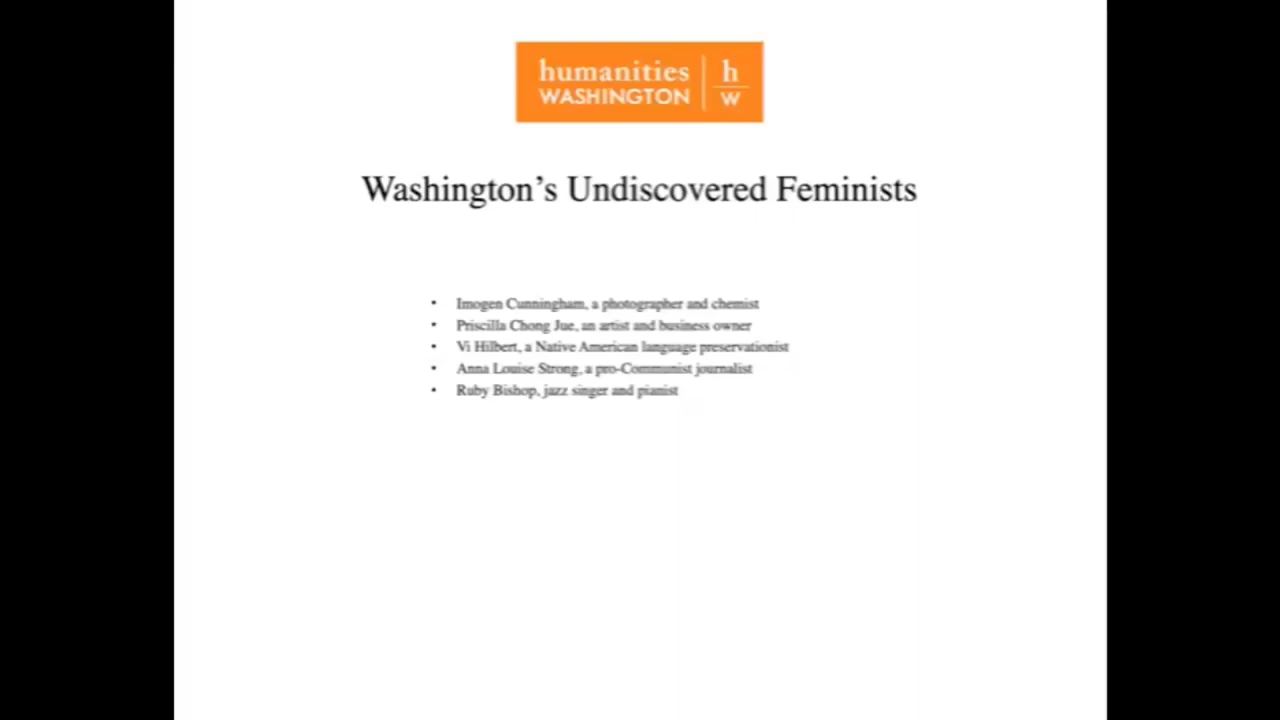 humanities
WASHINGTON
h
w
Washington’s Undiscovered Feminists
• Imogen Cunningham, a photographer and chemist
• Priscilla Chong Jue, an artist and business owner
• Vi Hilbert, a Native American language preservationist
• Anna Louise Strong, a pro-Communist journalist
• Ruby Bishop, jazz singer and pianist